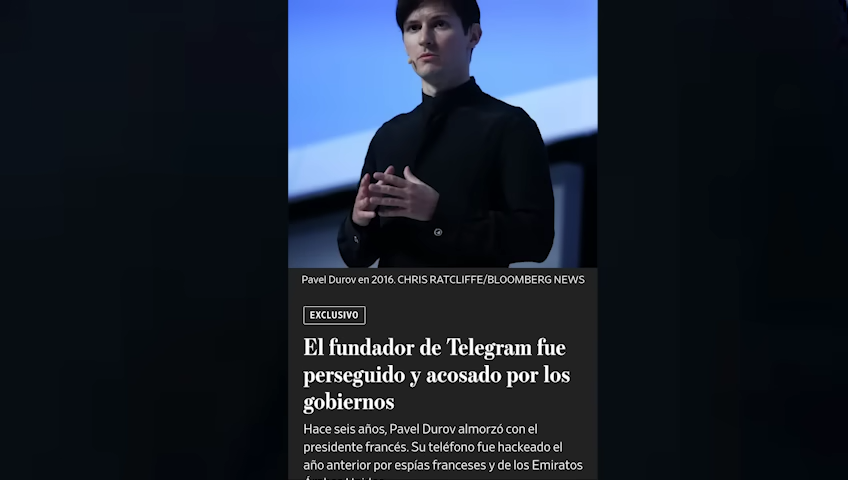 Pavel Durov en 2016. CHRIS RATCLIFFE/BLOOMBERG NEWS
EXCLUSIVO
El fundador de Telegram fue
perseguido y acosado por los
gobiernos
Hace seis años, Pavel Durov almorzó con el
presidente francés. Su teléfono fue hackeado el
año anterior por espías franceses y de los Emiratos